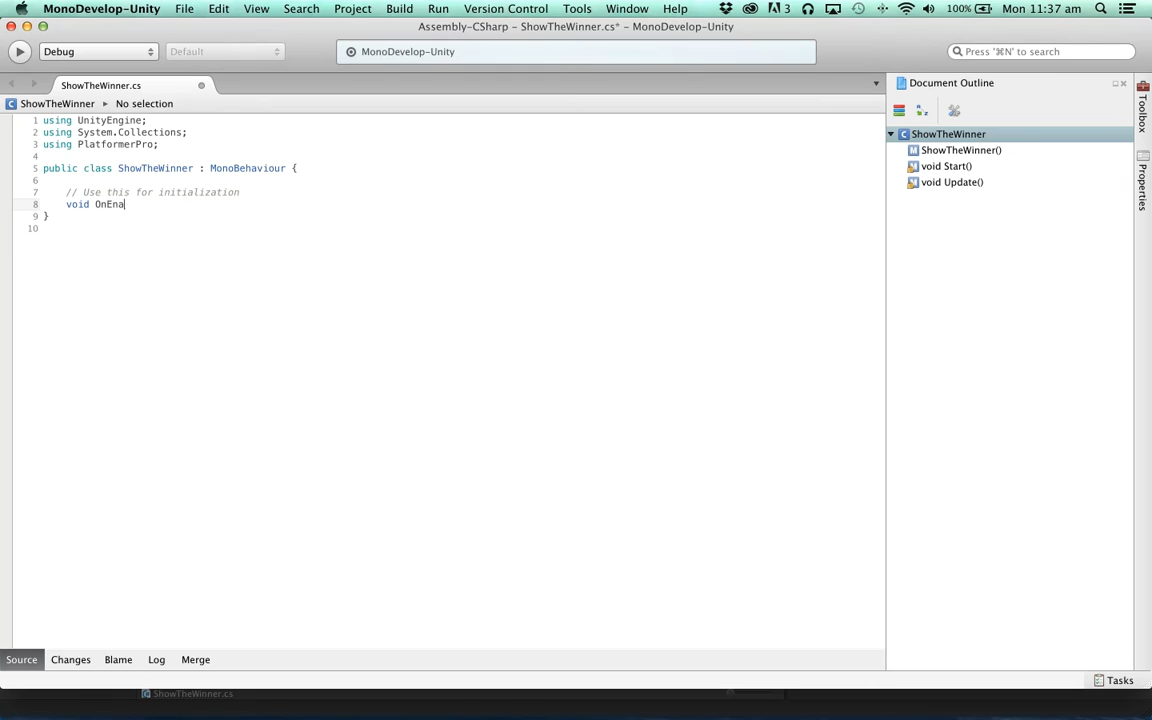 MonoDevelop-Unity File Edit View Search Project Build Run Version Control Tools Window Help 3 100% Mon 11:37 am
Assembly-CSharp – ShowTheWinner.cs* – MonoDevelop-Unity
Debug Default MonoDevelop-Unity Press '⌘N' to search
ShowTheWinner.cs
ShowTheWinner ▸ No selection
1 using UnityEngine;
2 using System.Collections;
3 using PlatformerPro;
4
5 public class ShowTheWinner : MonoBehaviour {
6
7 // Use this for initialization
8 void OnEna
9 }
10
Document Outline
ShowTheWinner
ShowTheWinner()
void Start()
void Update()
Toolbox
Properties
Source Changes Blame Log Merge
Tasks
ShowTheWinner.cs